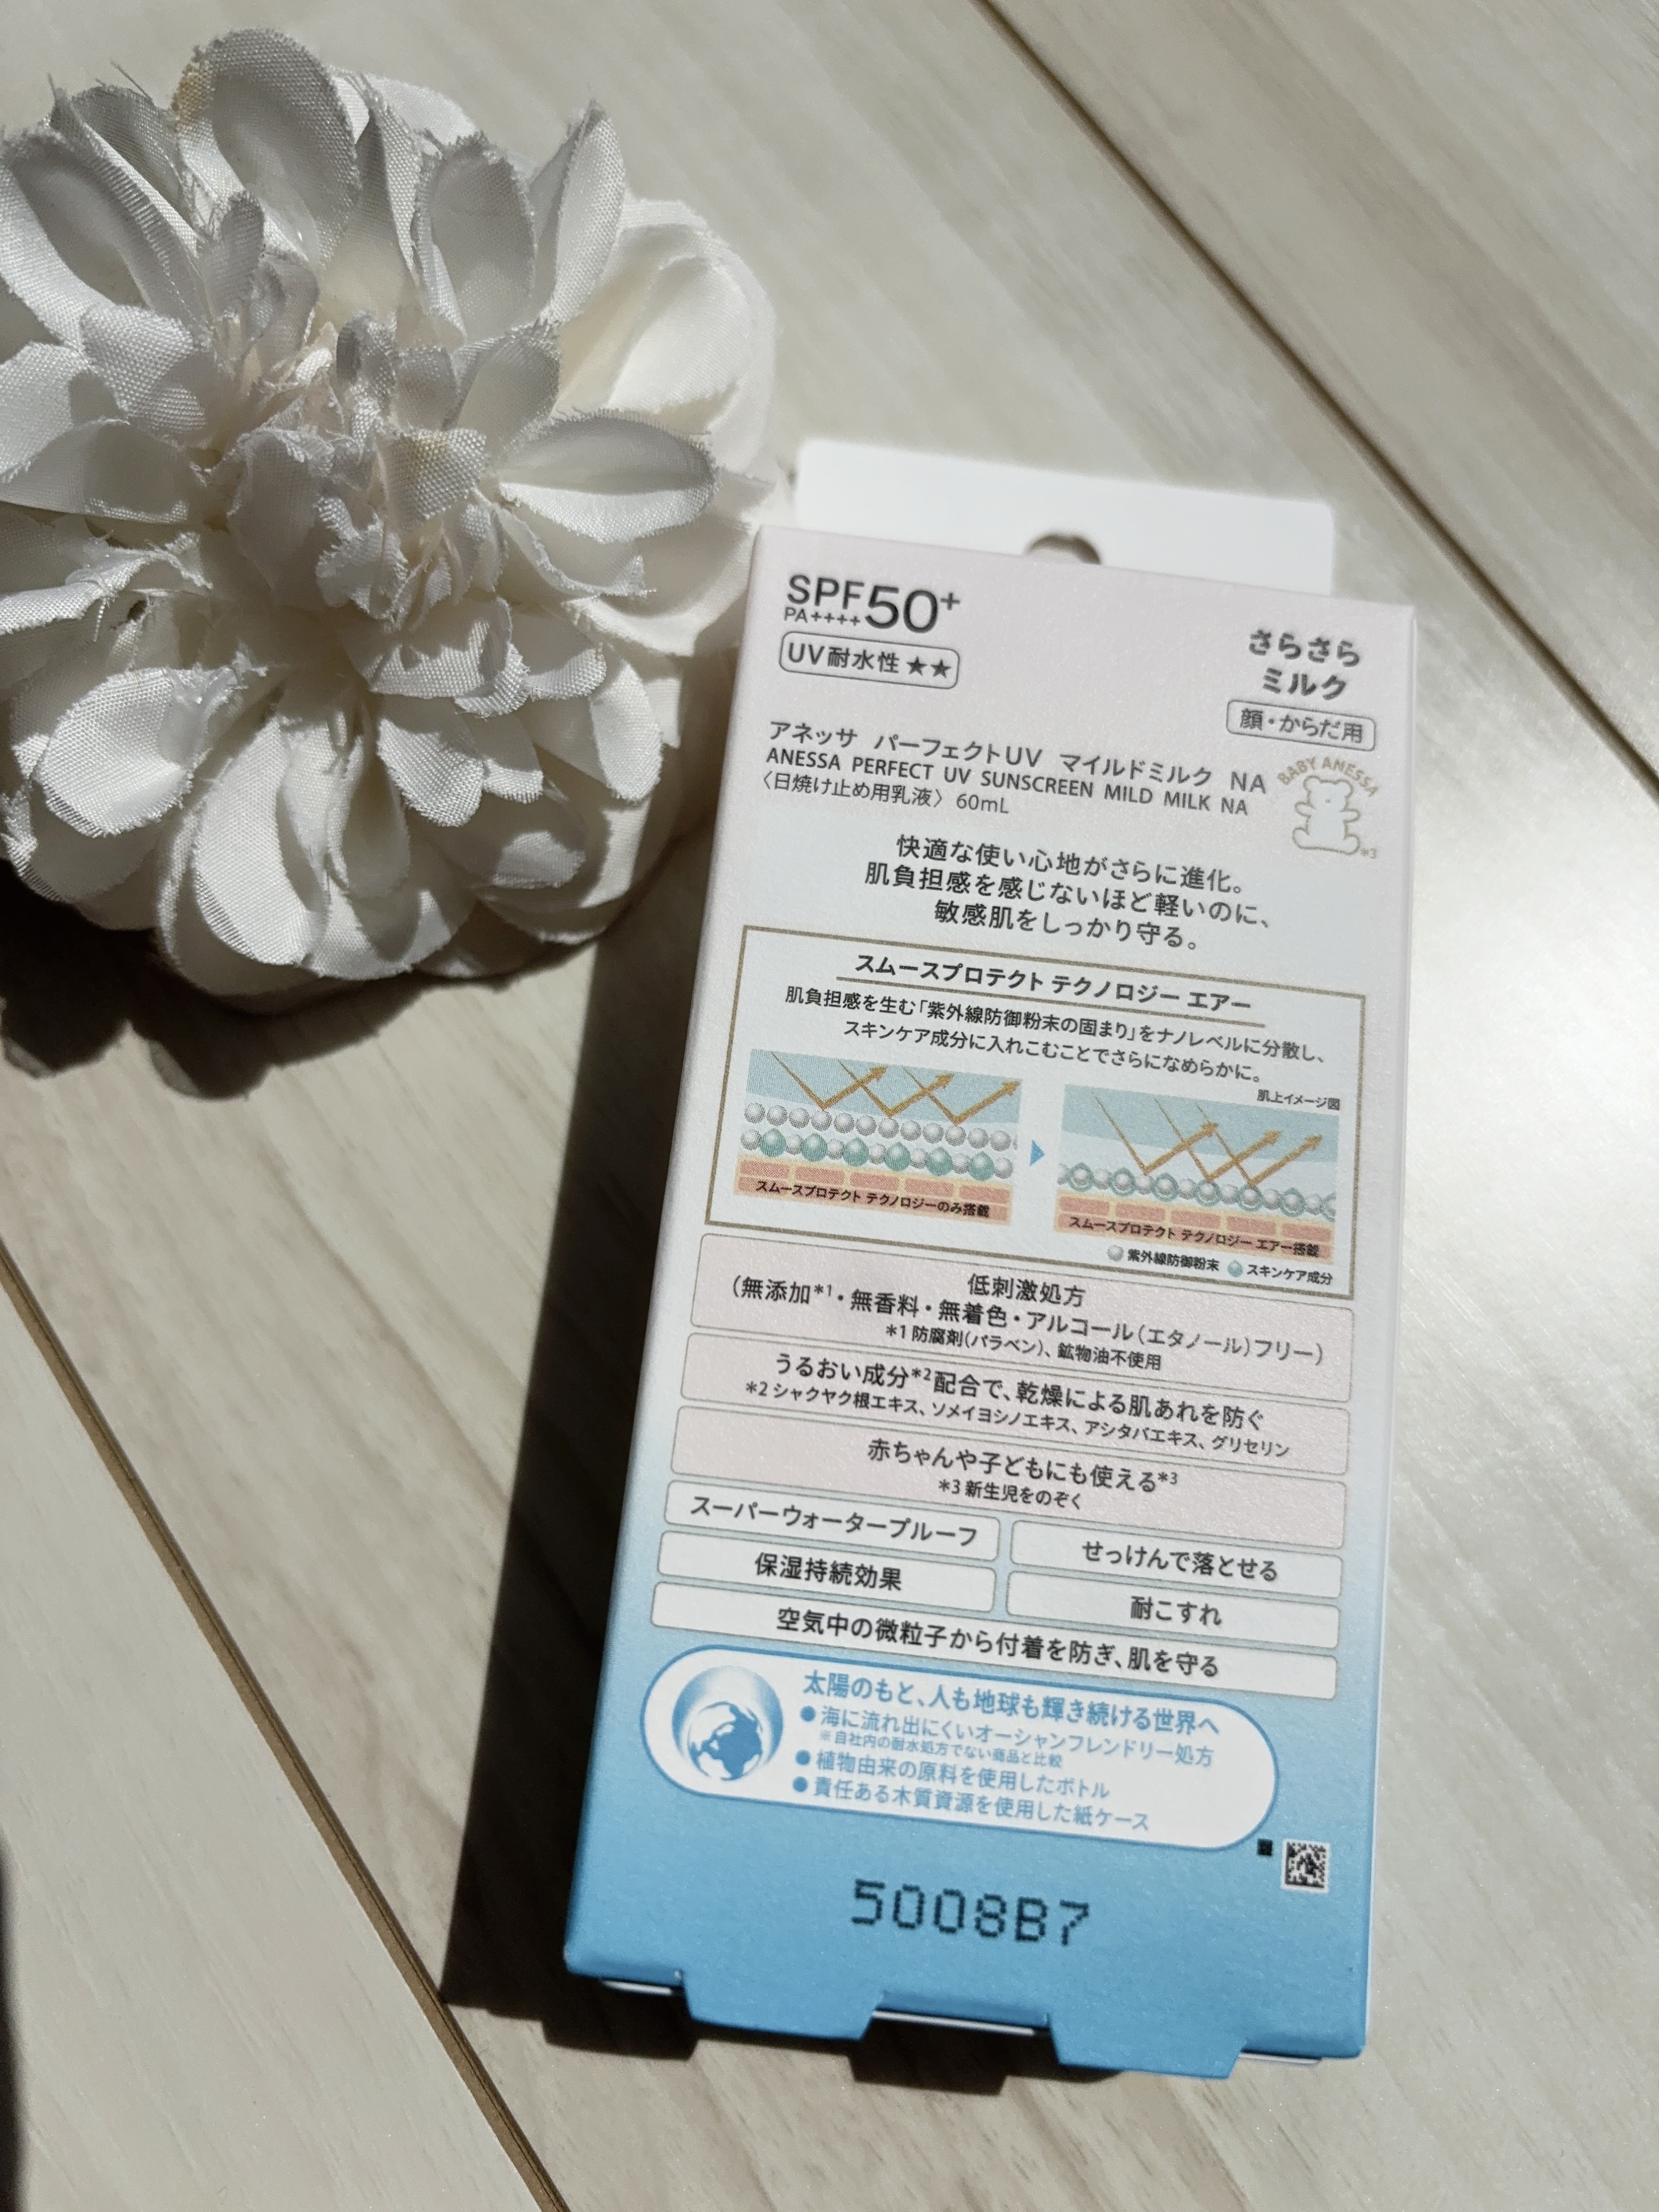 SPF50+
PA++++
UV耐水性★★
さらさら
ミルク
顔・からだ用
アネッサ パーフェクトUV マイルドミルク NA
ANESSA PERFECT UV SUNSCREEN MILD MILK NA
〈日焼け止め用乳液〉60mL
BABY ANESSA
*3
快適な使い心地がさらに進化。
肌負担感を感じないほど軽いのに、
敏感肌をしっかり守る。
スムースプロテクト テクノロジー エアー
肌負担感を生む「紫外線防御粉末の固まり」をナノレベルに分散し、
スキンケア成分に入れこむことでさらになめらかに。
肌上イメージ図
スムースプロテクト テクノロジーのみ搭載
スムースプロテクト テクノロジー エアー搭載
紫外線防御粉末 スキンケア成分
低刺激処方
（無添加*1・無香料・無着色・アルコール（エタノール）フリー）
*1 防腐剤（パラベン）、鉱物油不使用
うるおい成分*2配合で、乾燥による肌あれを防ぐ
*2 シャクヤク根エキス、ソメイヨシノエキス、アシタバエキス、グリセリン
赤ちゃんや子どもにも使える*3
*3 新生児をのぞく
スーパーウォータープルーフ
せっけんで落とせる
保湿持続効果
耐こすれ
空気中の微粒子から付着を防ぎ、肌を守る
太陽のもと、人も地球も輝き続ける世界へ
●海に流れ出にくいオーシャンフレンドリー処方
※自社内の耐水処方でない商品と比較
●植物由来の原料を使用したボトル
●責任ある木質資源を使用した紙ケース
5008B7